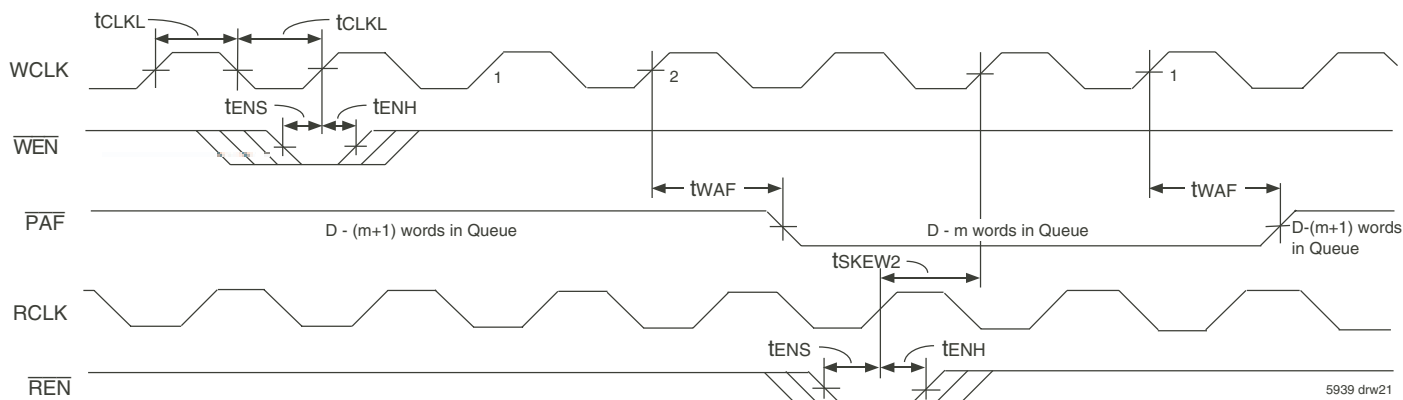 tCLKL
tCLKL
WCLK
1
2
1
tENS
tENH
WEN
tWAF
tWAF
PAF
D - (m+1) words in Queue
D - m words in Queue
D-(m+1) words
in Queue
tSKEW2
RCLK
tENS
tENH
REN
5939 drw21